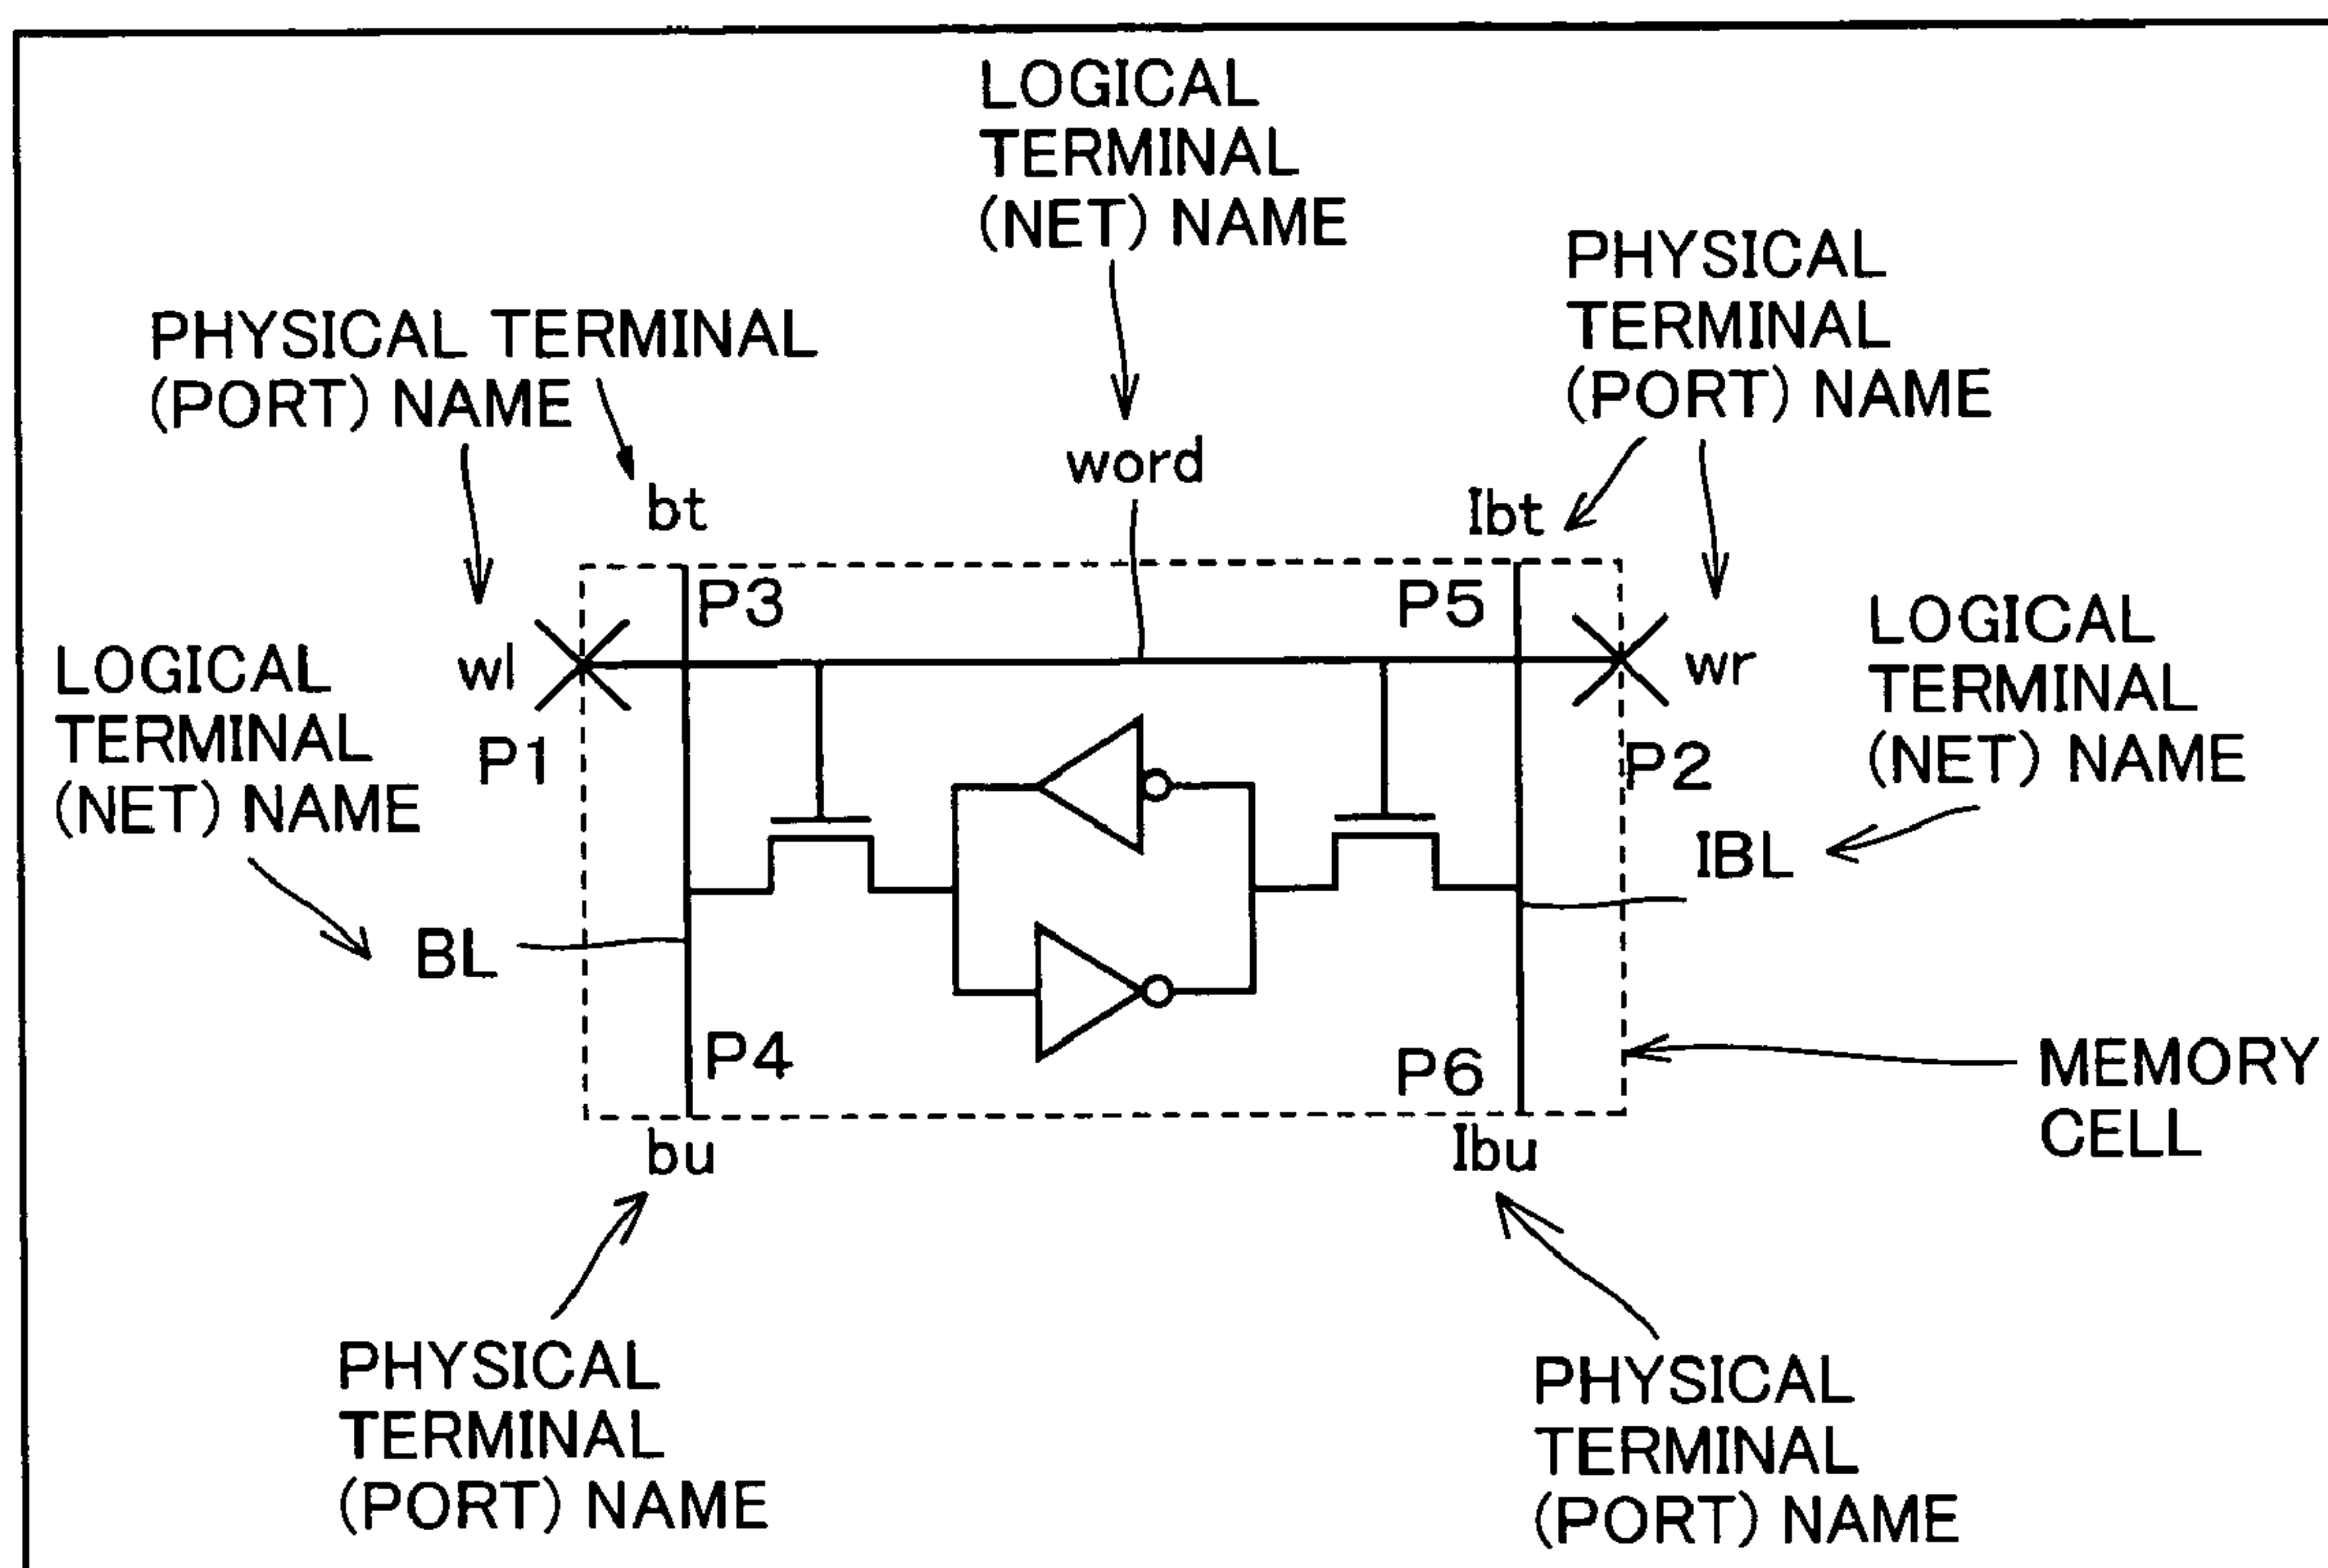 LOGICAL
TERMINAL
(NET) NAME
PHYSICAL
TERMINAL
(PORT) NAME
PHYSICAL TERMINAL
(PORT) NAME
word
bt
Ibt
P3
P5
LOGICAL
TERMINAL
(NET) NAME
wl
wr
LOGICAL
TERMINAL
(NET) NAME
P1
P2
IBL
BL
P4
P6
MEMORY
CELL
bu
Ibu
PHYSICAL
TERMINAL
(PORT) NAME
PHYSICAL
TERMINAL
(PORT) NAME